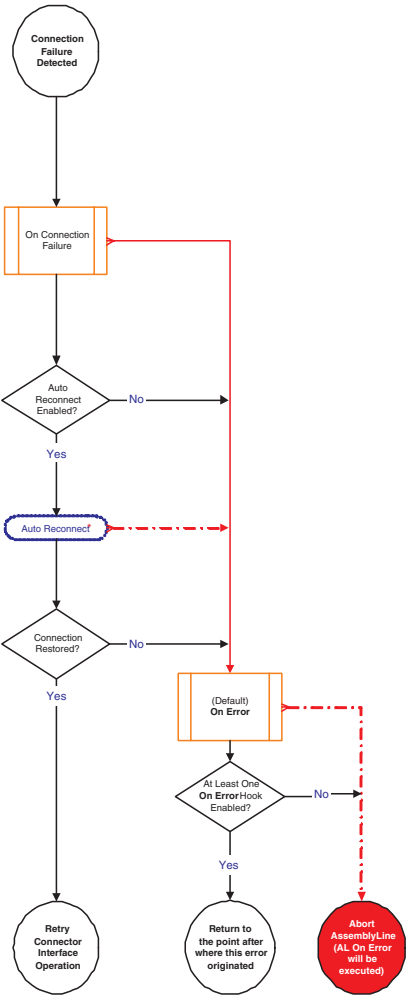 Connection
Failure
Detected
On Connection
Failure
Auto
Reconnect
Enabled?
No
Yes
Auto Reconnect*
Connection
Restored?
No
Yes
(Default)
On Error
At Least One
On Error Hook
Enabled?
No
Yes
Retry
Connector
Interface
Operation
Return to
the point after
where this error
originated
Abort
AssemblyLine
(AL On Error
will be
executed)